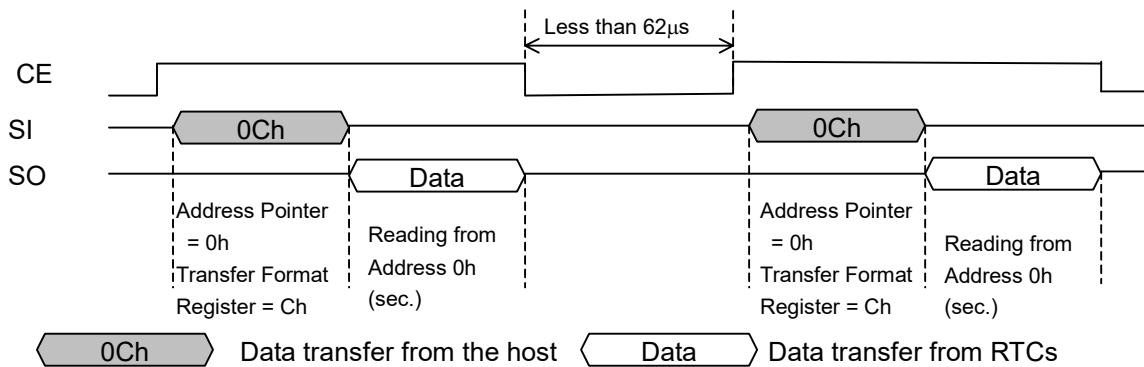 Less than 62μs
CE
SI
0Ch
0Ch
SO
Data
Data
Address Pointer
= 0h
Transfer Format
Register = Ch
Reading from
Address 0h
(sec.)
Address Pointer
= 0h
Transfer Format
Register = Ch
Reading from
Address 0h
(sec.)
0Ch
Data transfer from the host
Data
Data transfer from RTCs